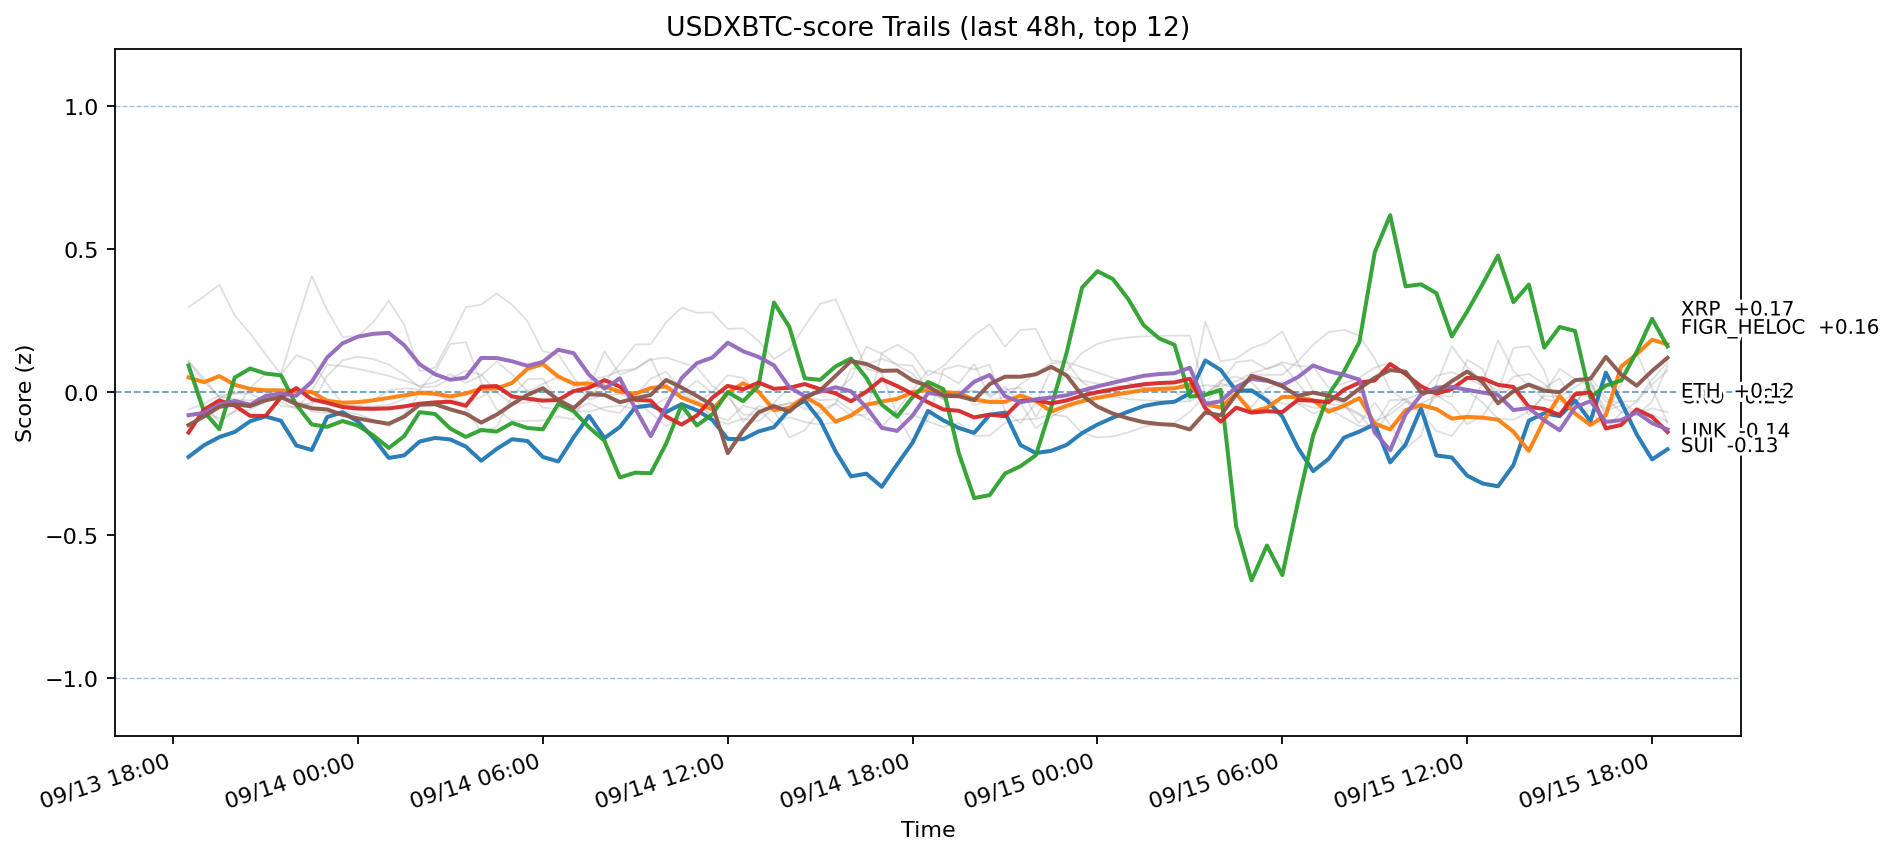 USDXBTC-score Trails (last 48h, top 12)
1.0
0.5
0.0
−0.5
−1.0
Score (z)
XRP +0.17
FIGR_HELOC +0.16
ETH +0.12
LINK -0.14
SUI -0.13
09/13 18:00
09/14 00:00
09/14 06:00
09/14 12:00
09/14 18:00
09/15 00:00
09/15 06:00
09/15 12:00
09/15 18:00
Time